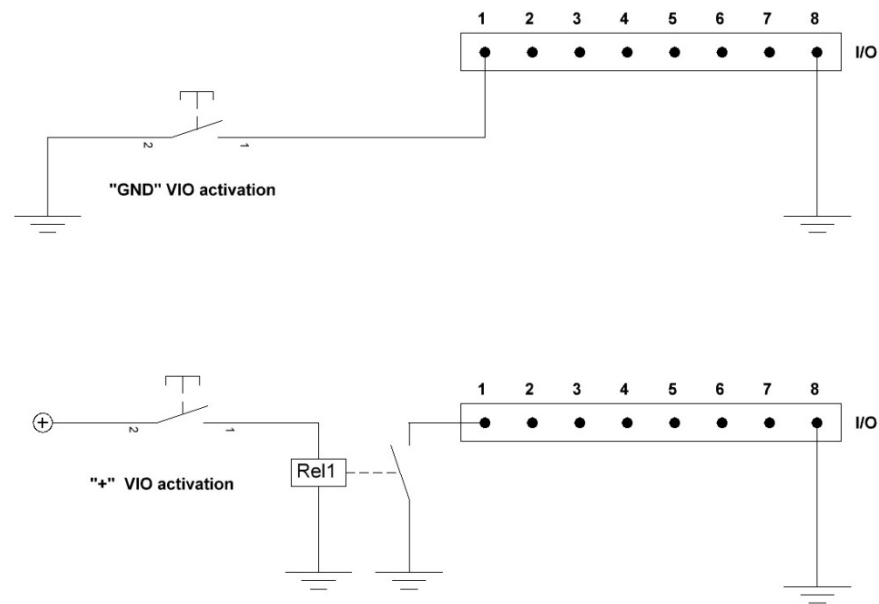 1 2 3 4 5 6 7 8
I/O
2 1
"GND" VIO activation
1 2 3 4 5 6 7 8
I/O
2 1
Rel1
"+" VIO activation